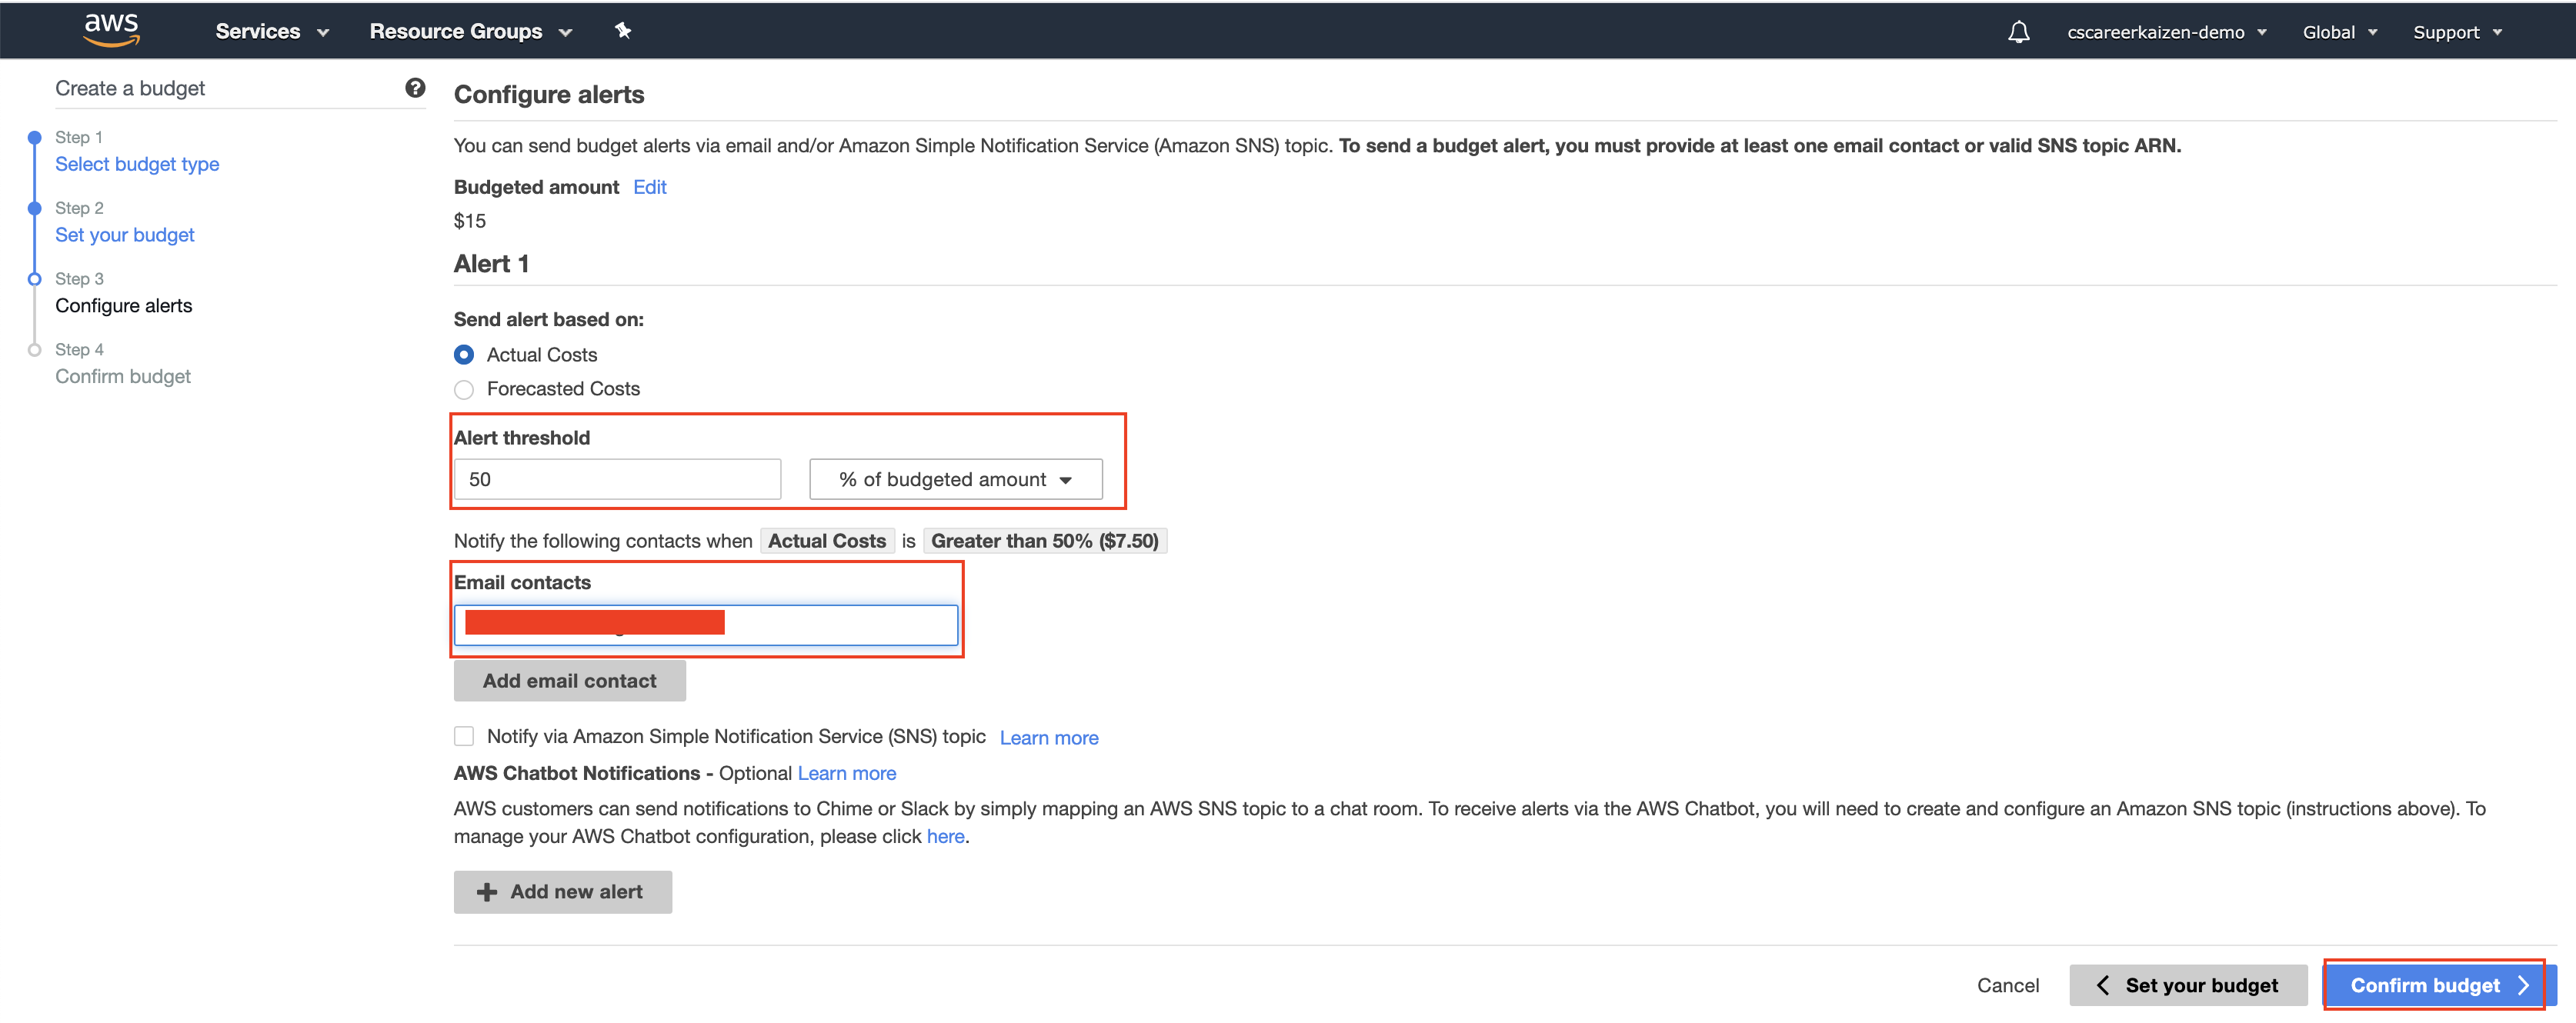 aws Services Resource Groups cscareerkaizen-demo Global Support
Create a budget ?
Step 1
Select budget type
Step 2
Set your budget
Step 3
Configure alerts
Step 4
Confirm budget
Configure alerts
You can send budget alerts via email and/or Amazon Simple Notification Service (Amazon SNS) topic. To send a budget alert, you must provide at least one email contact or valid SNS topic ARN.
Budgeted amount Edit
$15
Alert 1
Send alert based on:
Actual Costs
Forecasted Costs
Alert threshold
50 % of budgeted amount
Notify the following contacts when Actual Costs is Greater than 50% ($7.50)
Email contacts
Add email contact
Notify via Amazon Simple Notification Service (SNS) topic Learn more
AWS Chatbot Notifications - Optional Learn more
AWS customers can send notifications to Chime or Slack by simply mapping an AWS SNS topic to a chat room. To receive alerts via the AWS Chatbot, you will need to create and configure an Amazon SNS topic (instructions above). To
manage your AWS Chatbot configuration, please click here.
Add new alert
Cancel Set your budget Confirm budget